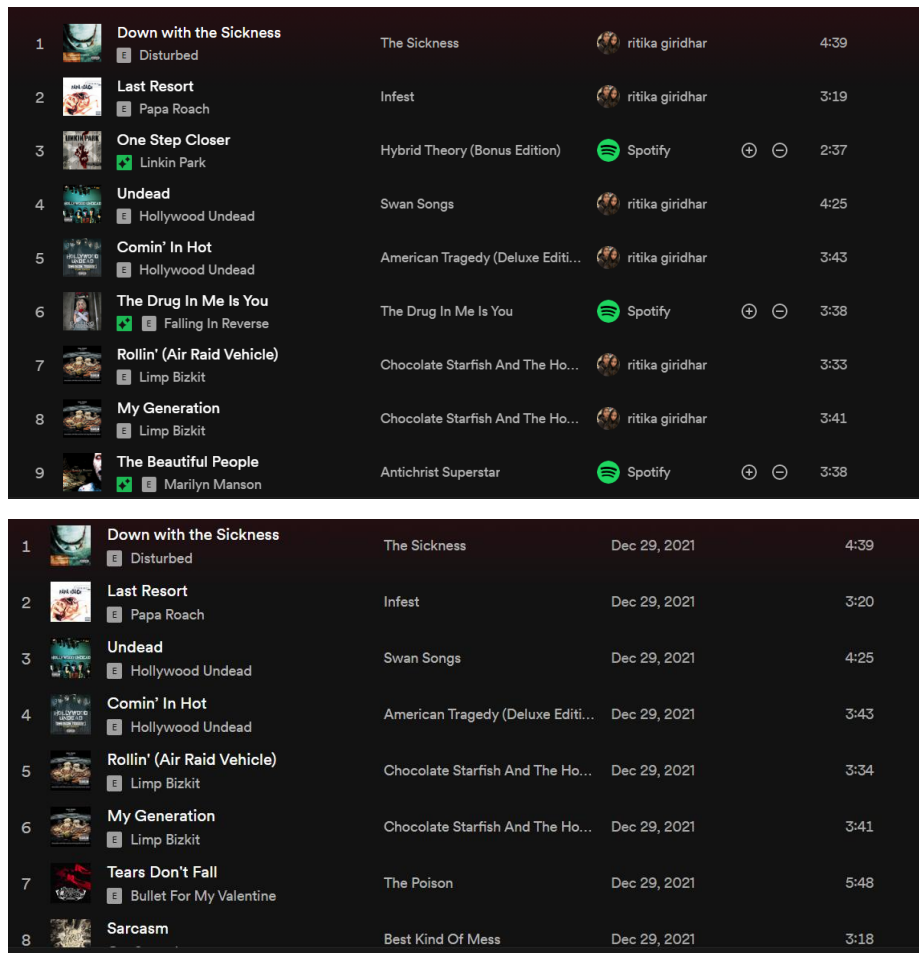 1 Down with the Sickness The Sickness ritika giridhar 4:39
E Disturbed
2 Last Resort Infest ritika giridhar 3:19
E Papa Roach
3 One Step Closer Hybrid Theory (Bonus Edition) Spotify 2:37
Linkin Park
4 Undead Swan Songs ritika giridhar 4:25
E Hollywood Undead
5 Comin' In Hot American Tragedy (Deluxe Editi... ritika giridhar 3:43
E Hollywood Undead
6 The Drug In Me Is You The Drug In Me Is You Spotify 3:38
E Falling In Reverse
7 Rollin' (Air Raid Vehicle) Chocolate Starfish And The Ho... ritika giridhar 3:33
E Limp Bizkit
8 My Generation Chocolate Starfish And The Ho... ritika giridhar 3:41
E Limp Bizkit
9 The Beautiful People Antichrist Superstar Spotify 3:38
E Marilyn Manson
1 Down with the Sickness The Sickness Dec 29, 2021 4:39
E Disturbed
2 Last Resort Infest Dec 29, 2021 3:20
E Papa Roach
3 Undead Swan Songs Dec 29, 2021 4:25
E Hollywood Undead
4 Comin' In Hot American Tragedy (Deluxe Editi... Dec 29, 2021 3:43
E Hollywood Undead
5 Rollin' (Air Raid Vehicle) Chocolate Starfish And The Ho... Dec 29, 2021 3:34
E Limp Bizkit
6 My Generation Chocolate Starfish And The Ho... Dec 29, 2021 3:41
E Limp Bizkit
7 Tears Don't Fall The Poison Dec 29, 2021 5:48
E Bullet For My Valentine
8 Sarcasm Best Kind Of Mess Dec 29, 2021 3:18